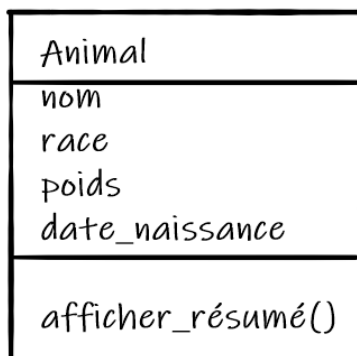 Animal
nom
race
poids
date_naissance
afficher_résumé()